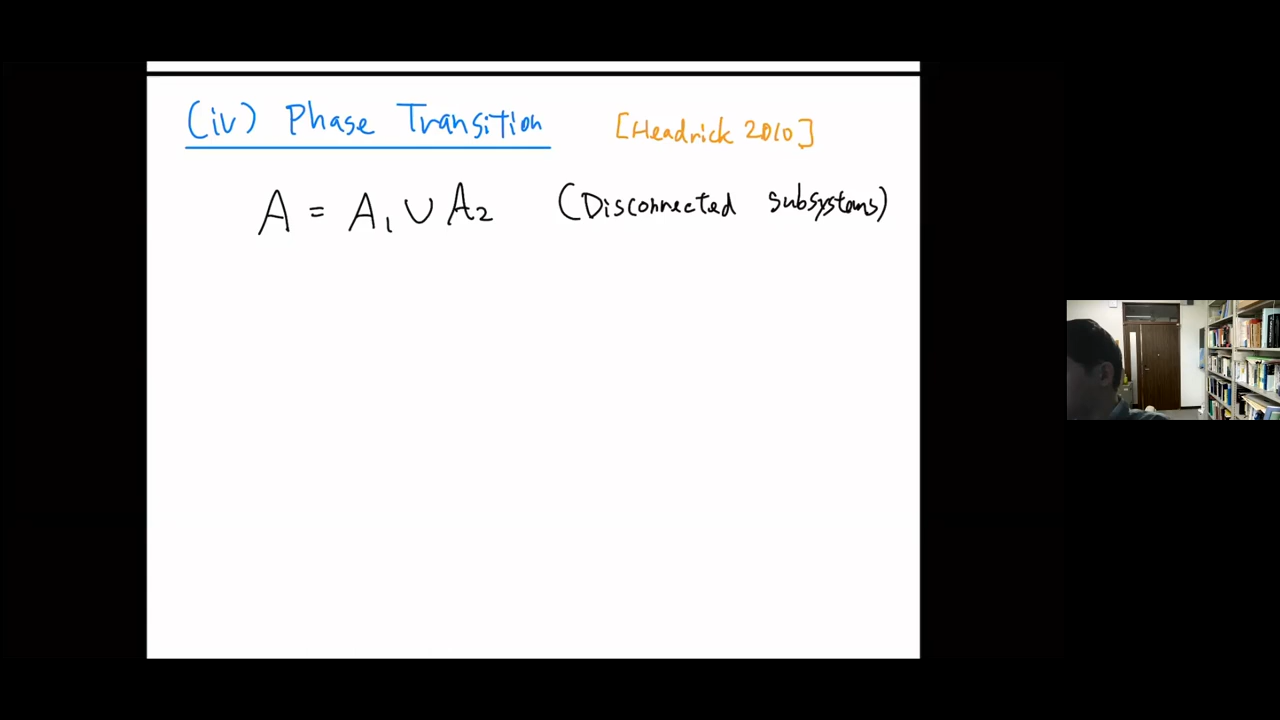 (iv) Phase Transition [Headrick 2010]
A = A₁ ∪ A₂ (Disconnected subsystems)